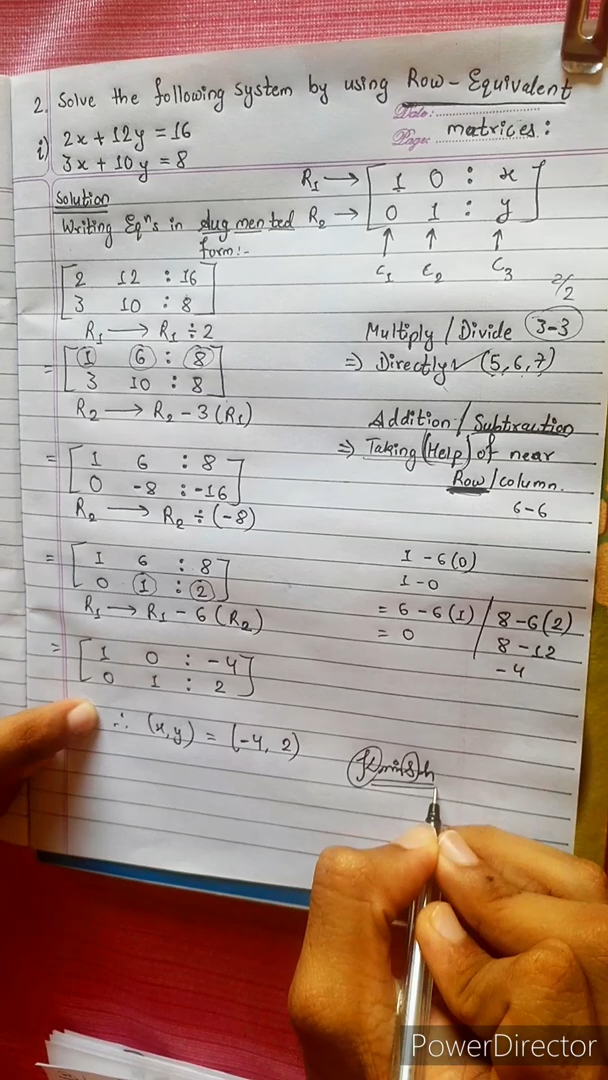 2. Solve the following system by using Row-Equivalent
Date:
Page:
matrices:
i) 2x + 12y = 16
3x + 10y = 8
Solution
Writing Eqⁿs in Augmented
form:-
R₁ → [ 1 0 : x
R₂ → 0 1 : y ]
↑ ↑ ↑
C₁ C₂ C₃
[ 2 12 : 16
3 10 : 8 ]
R₁ → R₁ ÷ 2
= [ 1 6 : 8
3 10 : 8 ]
R₂ → R₂ - 3 (R₁)
= [ 1 6 : 8
0 -8 : -16 ]
R₂ → R₂ ÷ (-8)
= [ 1 6 : 8
0 1 : 2 ]
R₁ → R₁ - 6 (R₂)
= [ 1 0 : -4
0 1 : 2 ]
∴ (x,y) = (-4, 2)
2/2
Multiply / Divide 3-3
⇒ Directly ✓ (5, 6, 7)
Addition / Subtraction
⇒ Taking (Help) of near
Row/column.
6-6
1 - 6(0)
1 - 0
= 6 - 6(1) / 8 - 6(2)
= 0 8 - 12
-4
PowerDirector